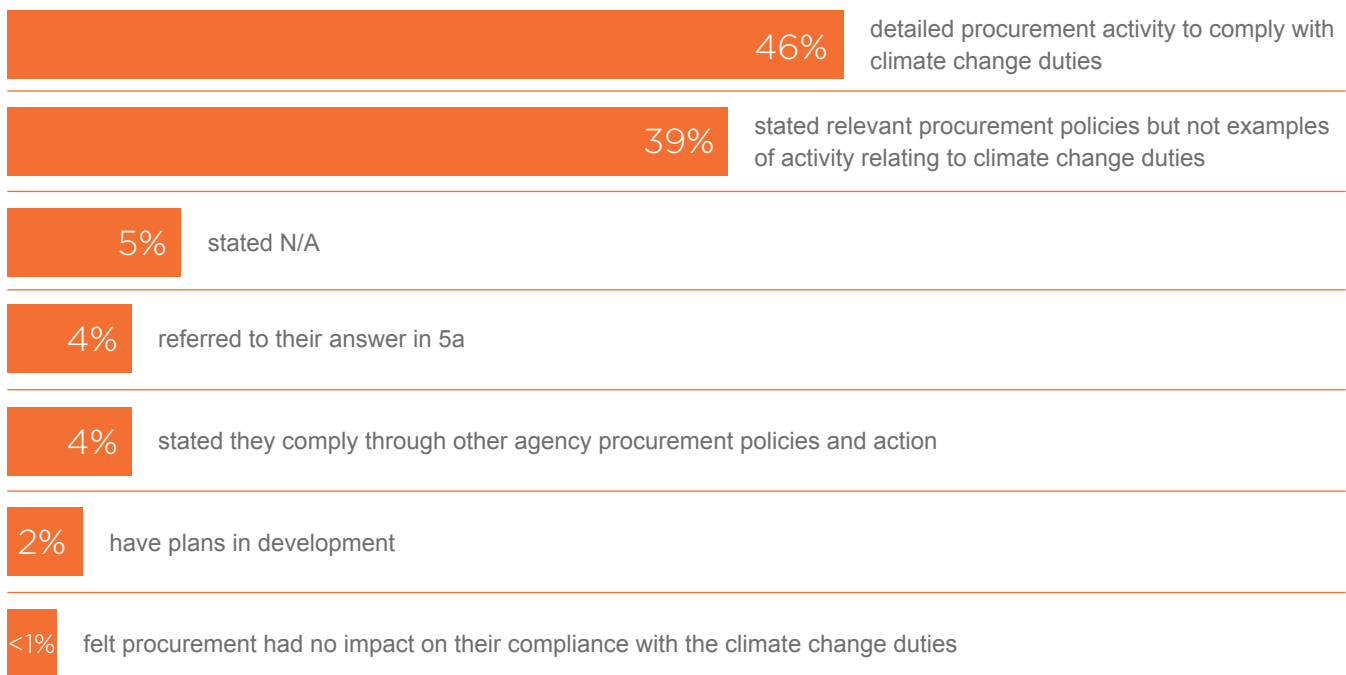 46%
detailed procurement activity to comply with
climate change duties
39%
stated relevant procurement policies but not examples
of activity relating to climate change duties
5%
stated N/A
4%
referred to their answer in 5a
4%
stated they comply through other agency procurement policies and action
2%
have plans in development
<1%
felt procurement had no impact on their compliance with the climate change duties